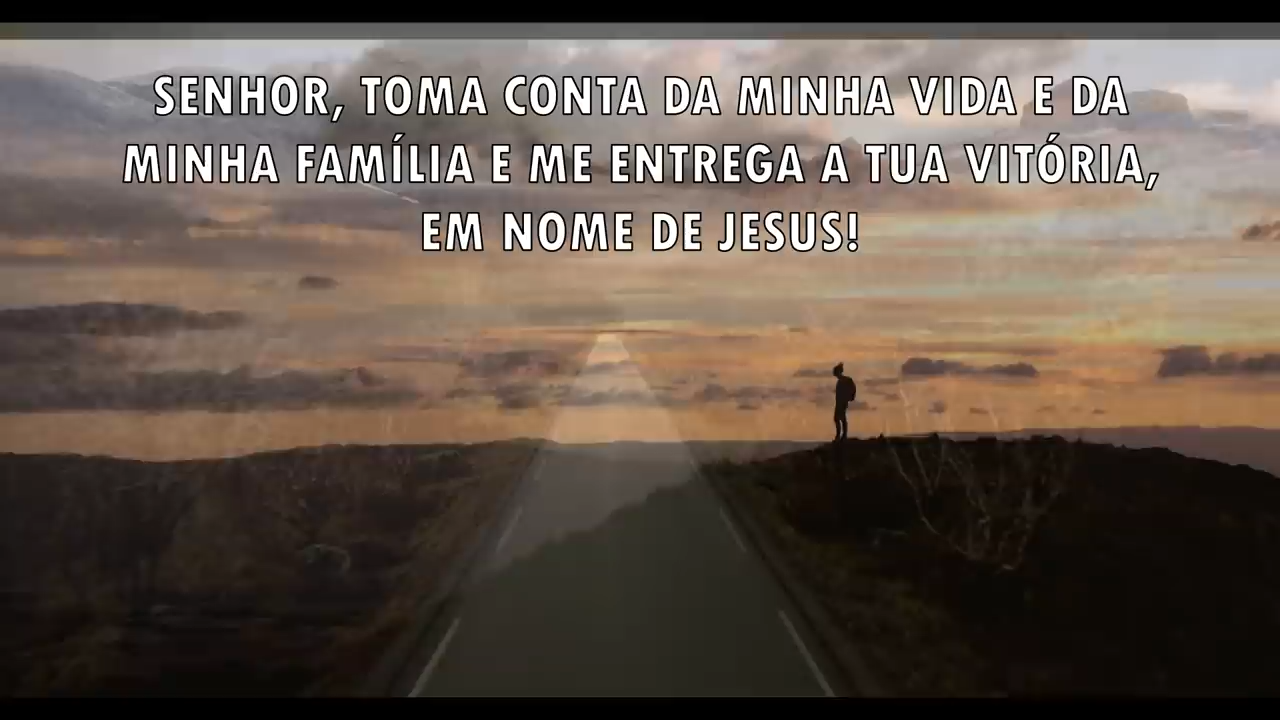 SENHOR, TOMA CONTA DA MINHA VIDA E DA
MINHA FAMÍLIA E ME ENTREGA A TUA VITÓRIA,
EM NOME DE JESUS!